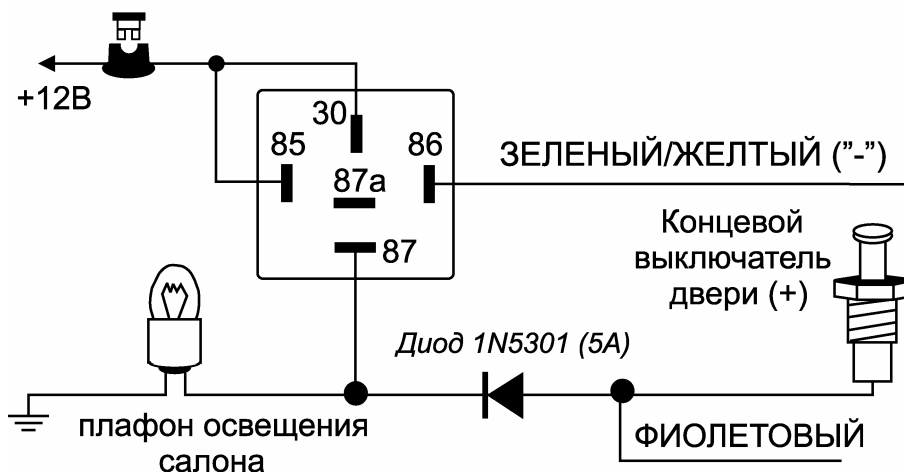 +12В
30
85
86
87а
87
ЗЕЛЕНЫЙ/ЖЕЛТЫЙ ("-")
Концевой
выключатель
двери (+)
Диод 1N5301 (5А)
плафон освещения
салона
ФИОЛЕТОВЫЙ